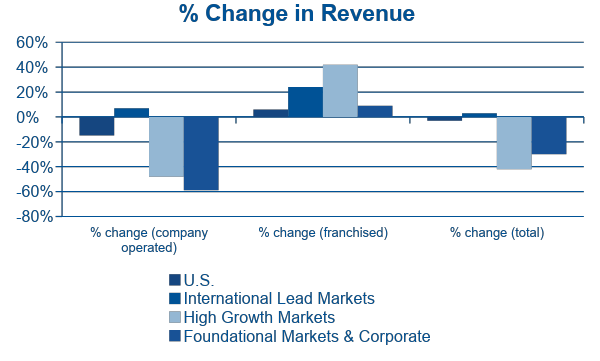 % Change in Revenue
60%
40%
20%
0%
-20%
-40%
-60%
-80%
% change (company
operated)
% change (franchised)
% change (total)
U.S.
International Lead Markets
High Growth Markets
Foundational Markets & Corporate